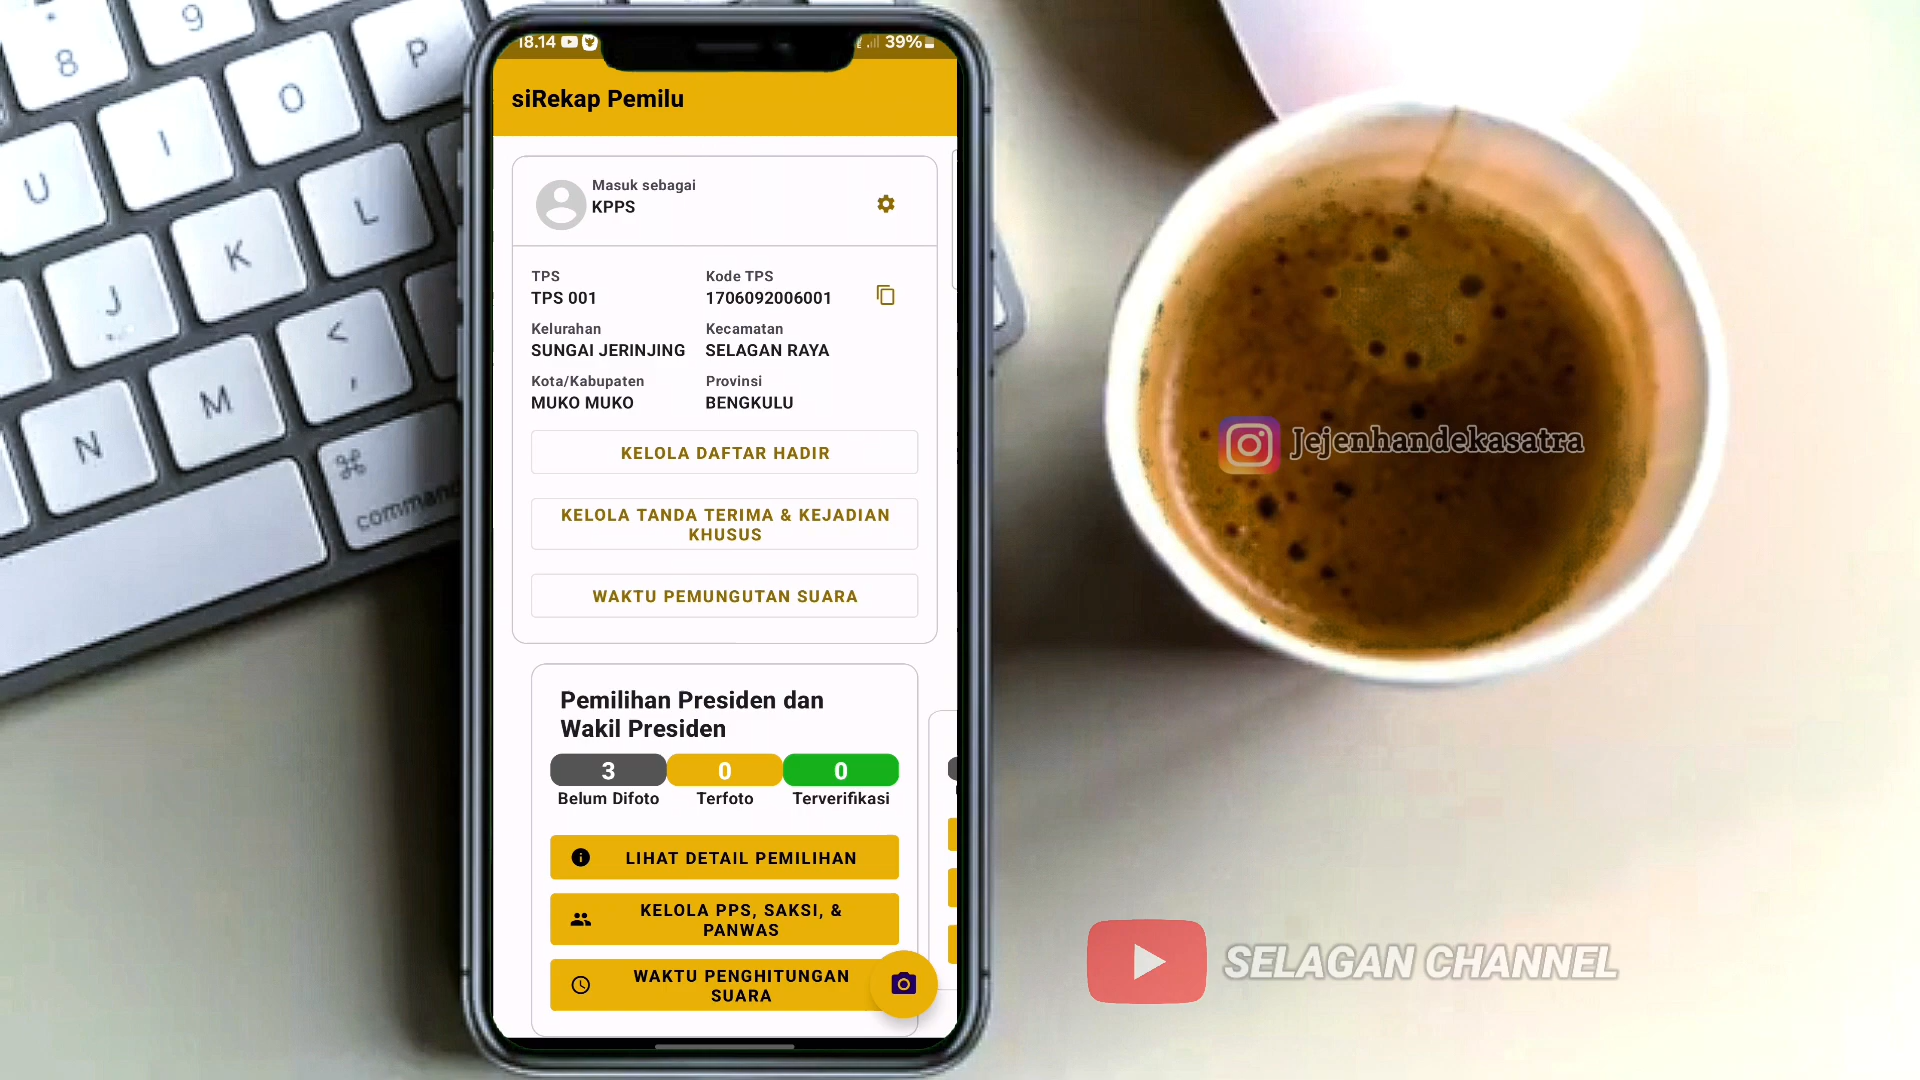 18.14
39%
siRekap Pemilu
Masuk sebagai
KPPS
TPS
TPS 001
Kode TPS
1706092006001
Kelurahan
SUNGAI JERINJING
Kecamatan
SELAGAN RAYA
Kota/Kabupaten
MUKO MUKO
Provinsi
BENGKULU
KELOLA DAFTAR HADIR
KELOLA TANDA TERIMA & KEJADIAN
KHUSUS
WAKTU PEMUNGUTAN SUARA
Pemilihan Presiden dan
Wakil Presiden
3 0 0
Belum Difoto Terfoto Terverifikasi
LIHAT DETAIL PEMILIHAN
KELOLA PPS, SAKSI, &
PANWAS
WAKTU PENGHITUNGAN
SUARA
8
9
P
O
I
U
L
K
J
<
,
M
N
⌘
command
Jejenhandekasatra
SELAGAN CHANNEL